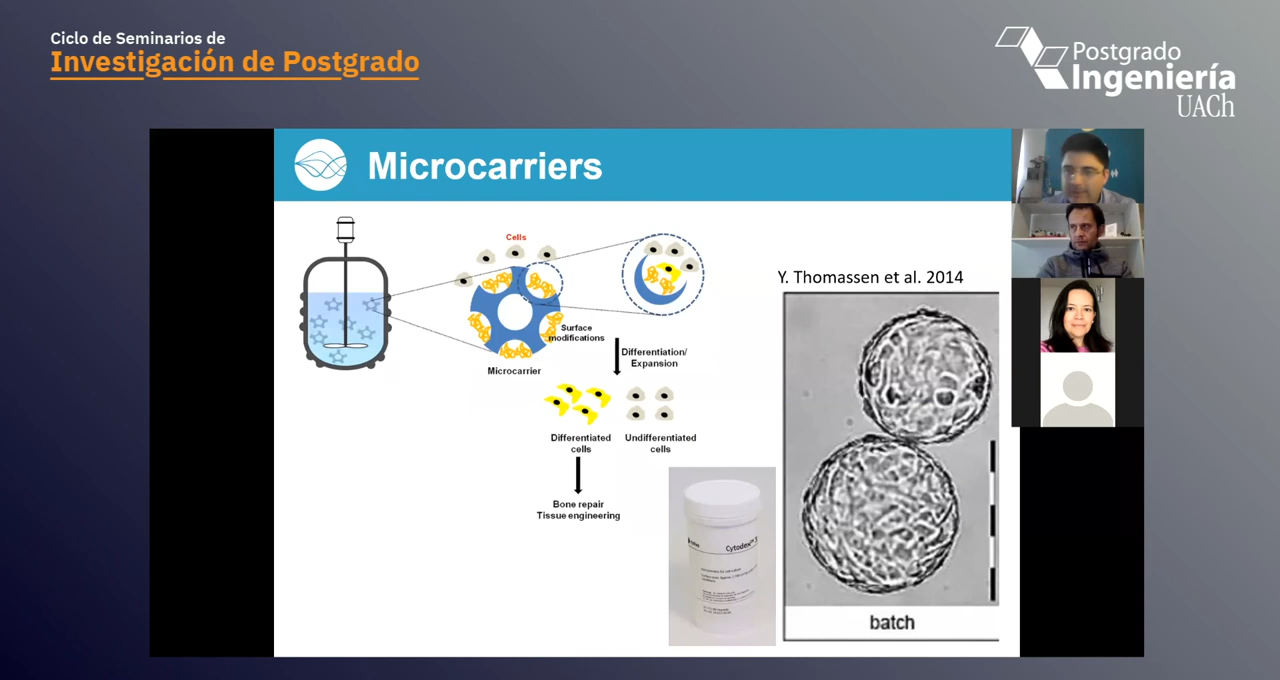 Ciclo de Seminarios de
Investigación de Postgrado
Postgrado
Ingeniería
UACh
Microcarriers
Cells
Surface
modifications
Microcarrier
Differentiation/
Expansion
Differentiated
cells
Undifferentiated
cells
Bone repair
Tissue engineering
Y. Thomassen et al. 2014
Cytodex™
batch